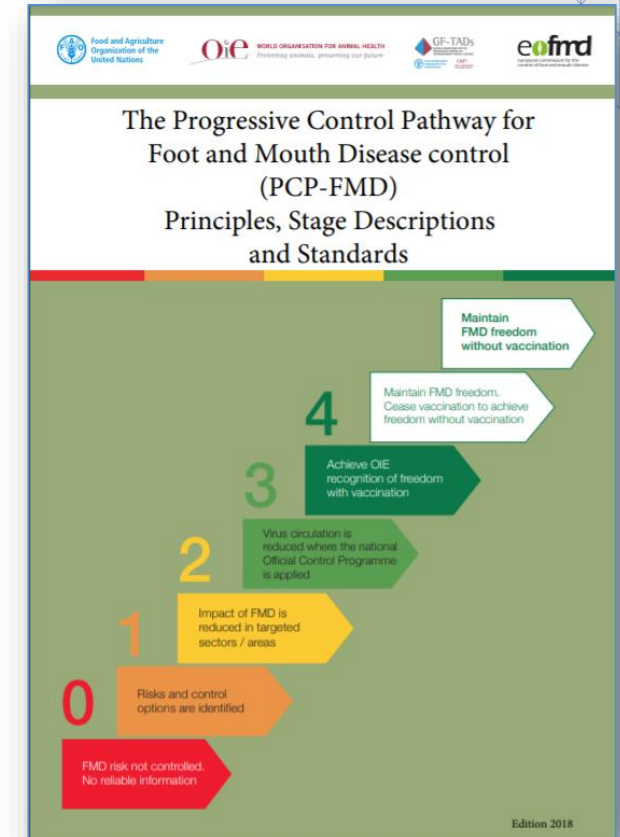 Food and Agriculture
Organization of the
United Nations
OiE
WORLD ORGANISATION FOR ANIMAL HEALTH
Protecting animals, preserving our future
GF-TADs
eofmd
The Progressive Control Pathway for
Foot and Mouth Disease control
(PCP-FMD)
Principles, Stage Descriptions
and Standards
Maintain
FMD freedom
without vaccination
4
Maintain FMD freedom.
Cease vaccination to achieve
freedom without vaccination
3
Achieve OIE
recognition of freedom
with vaccination
2
Virus circulation is
reduced where the national
Official Control Programme
is applied
1
Impact of FMD is
reduced in targeted
sectors / areas
0
Risks and control
options are identified
FMD risk not controlled.
No reliable information
Edition 2018